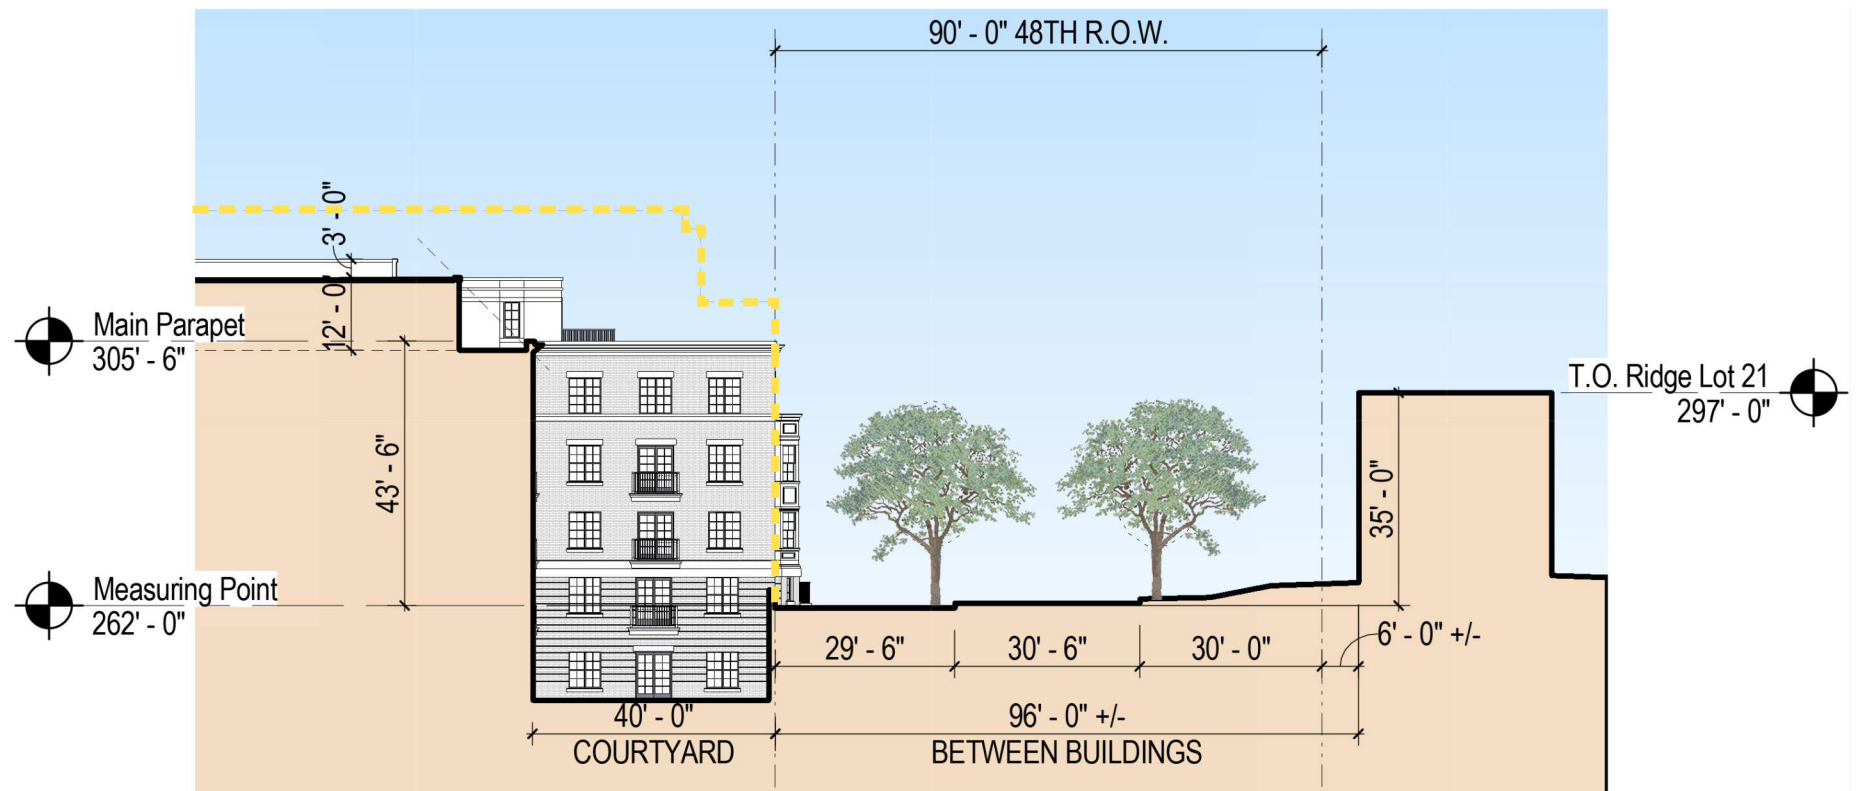 90' - 0" 48TH R.O.W.
3' - 0"
12' - 0"
Main Parapet
305' - 6"
T.O. Ridge Lot 21
297' - 0"
43' - 6"
35' - 0"
Measuring Point
262' - 0"
29' - 6"
30' - 6"
30' - 0"
6' - 0" +/-
40' - 0"
COURTYARD
96' - 0" +/-
BETWEEN BUILDINGS